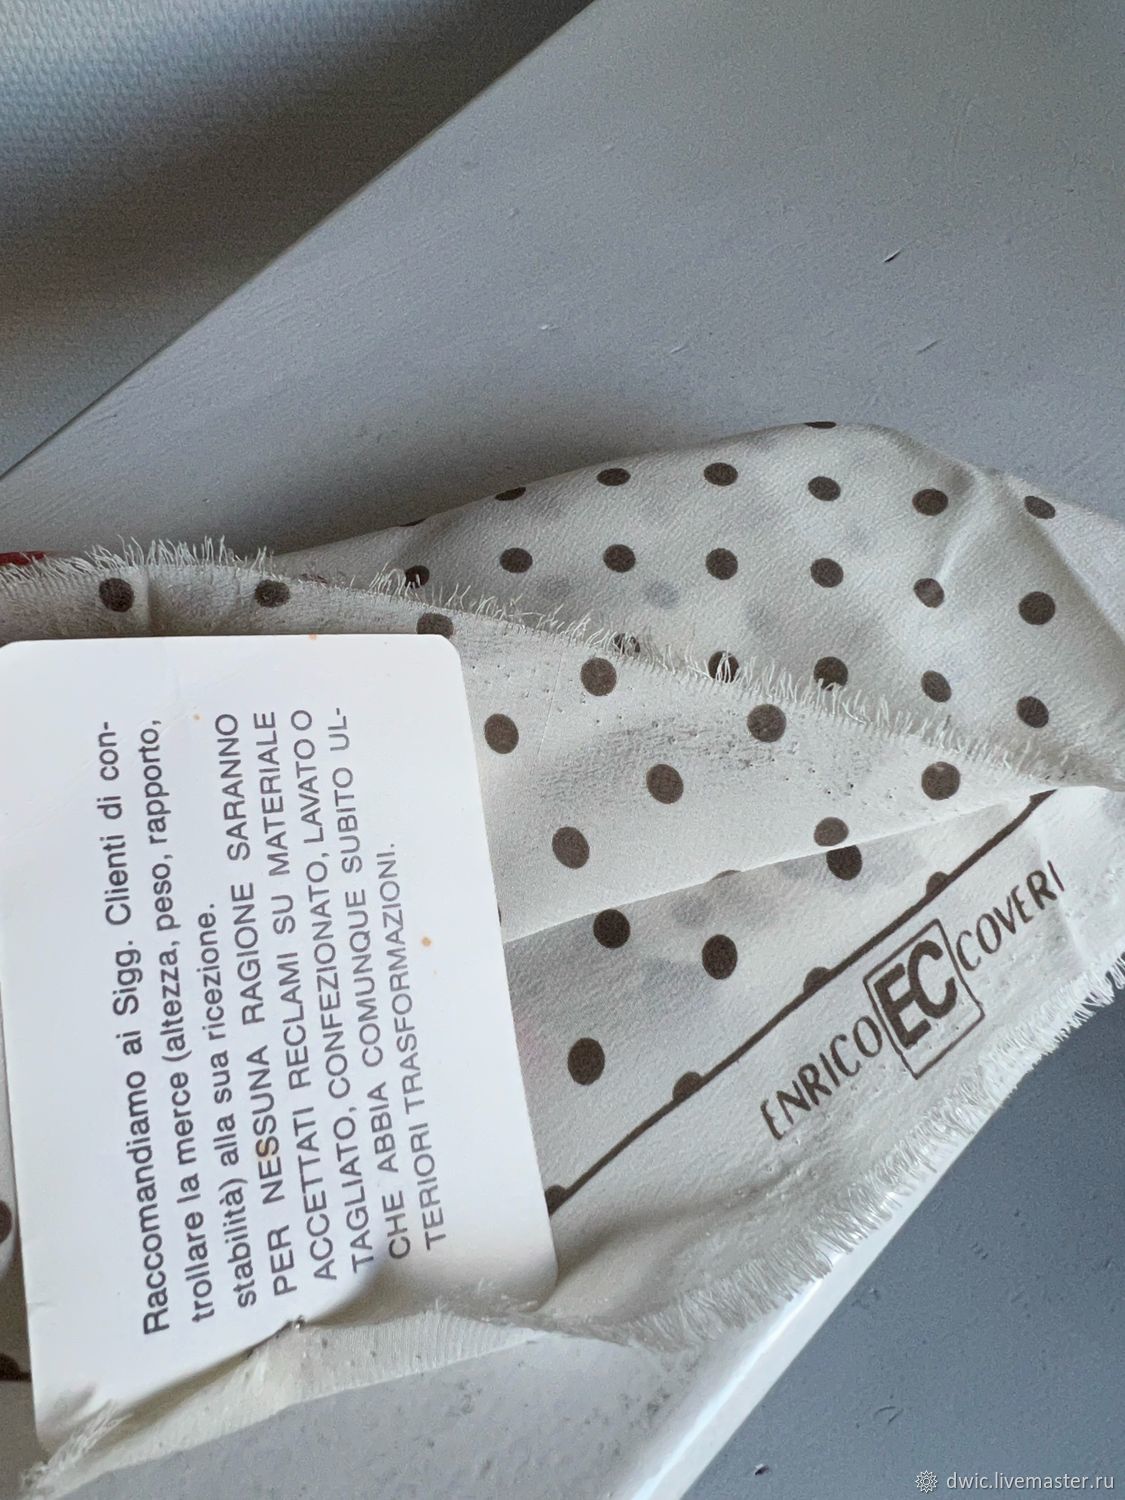 Raccomandiamo ai Sigg. Clienti di con-
trollare la merce (altezza, peso, rapporto,
stabilità) alla sua ricezione.
PER NESSUNA RAGIONE SARANNO
ACCETTATI RECLAMI SU MATERIALE
TAGLIATO, CONFEZIONATO, LAVATO O
CHE ABBIA COMUNQUE SUBITO UL-
TERIORI TRASFORMAZIONI.
ENRICO EC COVERI
dwic.livemaster.ru